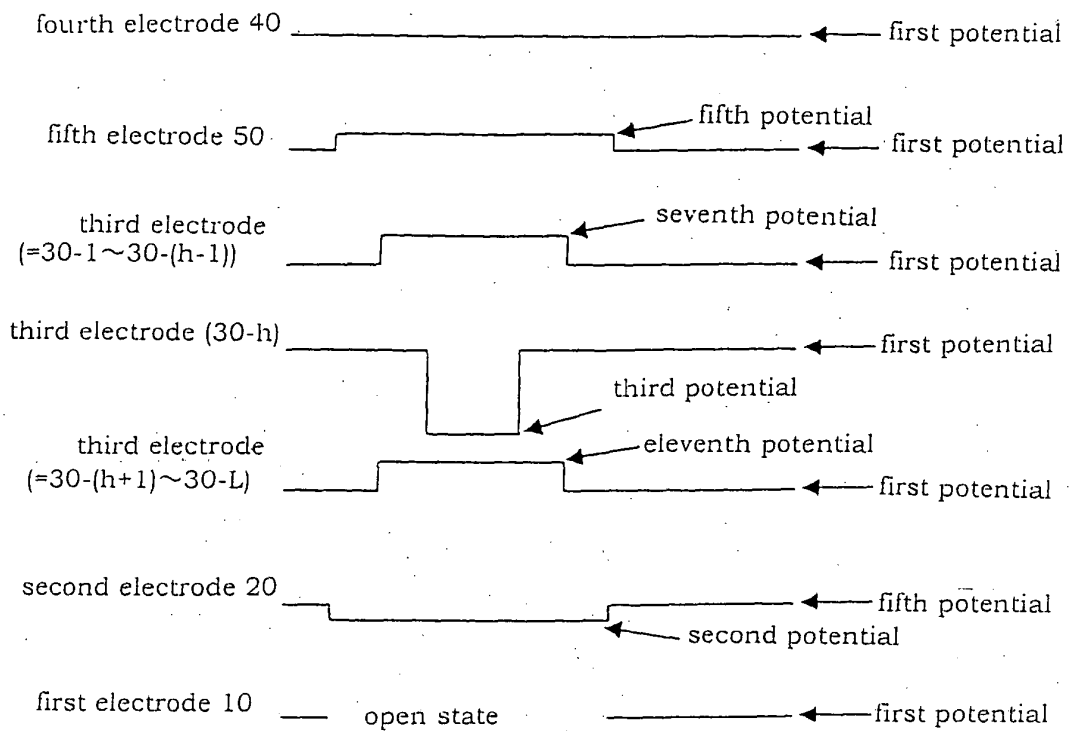 fourth electrode 40
first potential
fifth potential
fifth electrode 50
first potential
seventh potential
third electrode
(=30-1~30-(h-1))
first potential
third electrode (30-h)
first potential
third potential
third electrode
(=30-(h+1)~30-L)
eleventh potential
first potential
second electrode 20
fifth potential
second potential
first electrode 10
open state
first potential